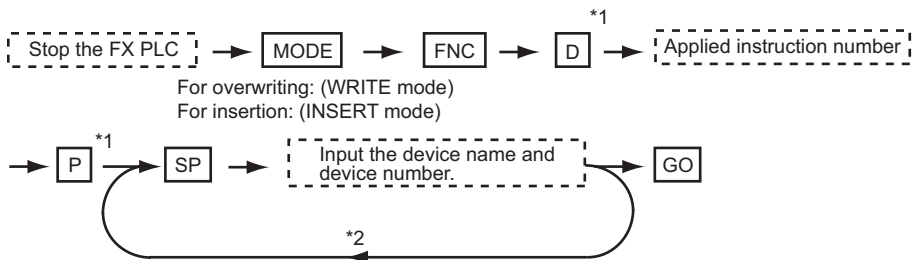 *1
Stop the FX PLC MODE FNC D Applied instruction number
For overwriting: (WRITE mode)
For insertion: (INSERT mode)
*1
P SP Input the device name and device number. GO
*2